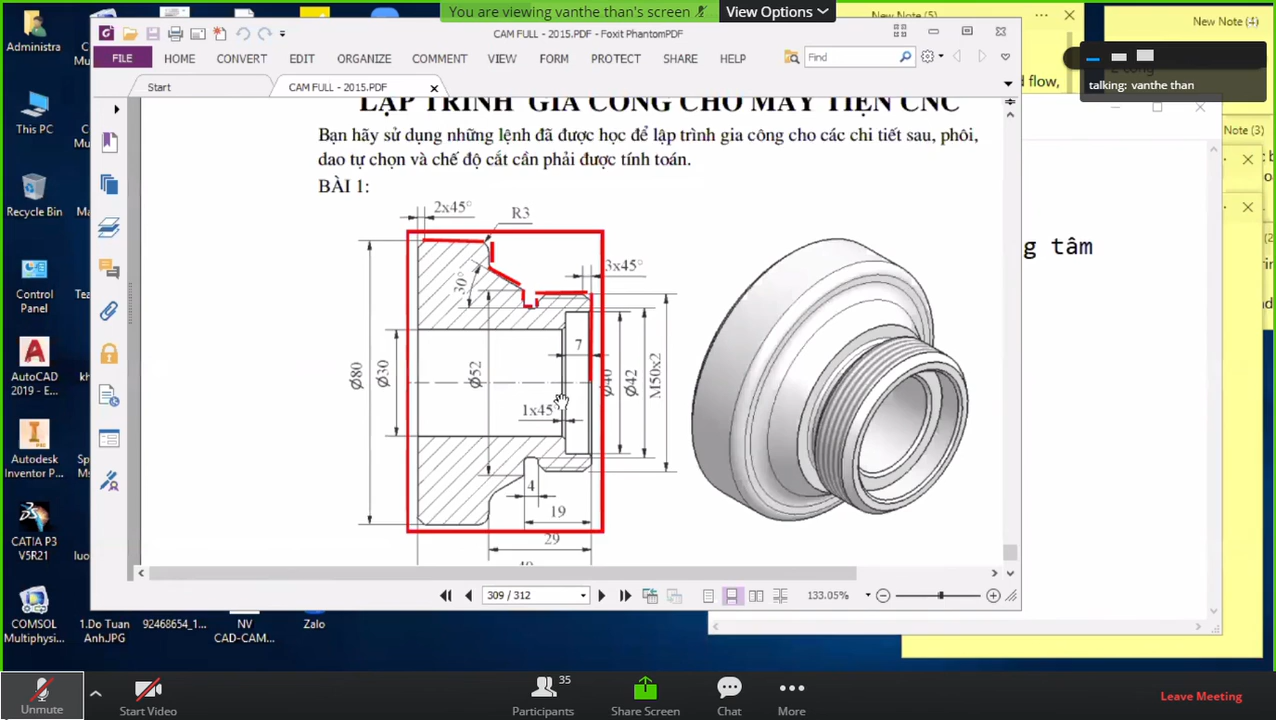 You are viewing vanthe than's screen
View Options
New Note (5)
New Note (4)
Administra
CAM FULL - 2015.PDF - Foxit PhantomPDF
FILE
HOME
CONVERT
EDIT
ORGANIZE
COMMENT
VIEW
FORM
PROTECT
SHARE
HELP
Find
d flow,
talking: vanthe than
Start
CAM FULL - 2015.PDF
LẬP TRÌNH GIA CÔNG CHO MÁY TIỆN CNC
This PC
Note (3)
Bạn hãy sử dụng những lệnh đã được học để lập trình gia công cho các chi tiết sau, phôi,
dao tự chọn và chế độ cắt cần phải được tính toán.
BÀI 1:
Recycle Bin
2x45°
R3
g tâm
3x45°
30°
Control
Panel
7
Ø80
Ø30
Ø52
Ø40
Ø42
M50x2
1x45°
AutoCAD
2019 - E...
4
19
29
Autodesk
Inventor P...
309 / 312
133.05%
CATIA P3
V5R21
COMSOL
Multiphysi...
1.Do Tuan
Anh.JPG
92468654_1...
NV
CAD-CAM...
Zalo
Unmute
Start Video
35
Participants
Share Screen
Chat
More
Leave Meeting